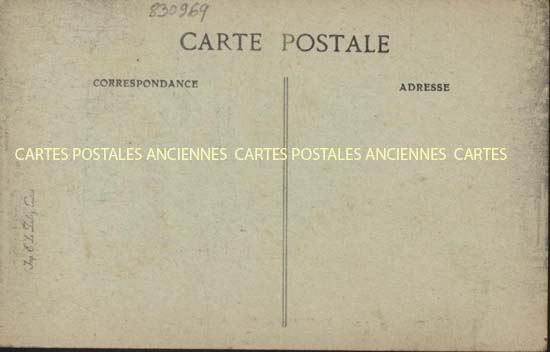 830969
CARTE POSTALE
CORRESPONDANCE
ADRESSE
CARTES POSTALES ANCIENNES CARTES POSTALES ANCIENNES CARTES